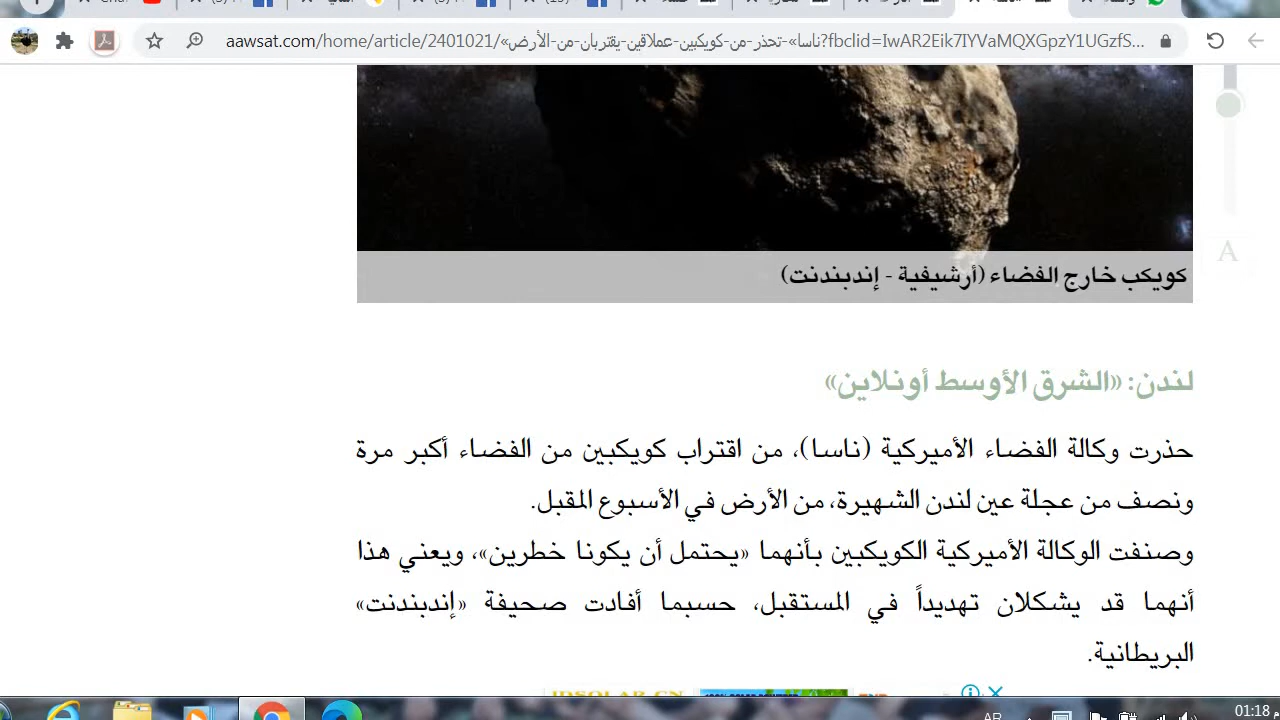 aawsat.com/home/article/2401021/«ناسا»-تحذر-من-كويكبين-عملاقين-يقتربان-من-الأرض?fbclid=IwAR2Eik7IYVaMQXGpzY1UGzfS...
كويكب خارج الفضاء (أرشيفية - إندبندنت)
A
لندن: «الشرق الأوسط أونلاين»
حذرت وكالة الفضاء الأميركية (ناسا)، من اقتراب كويكبين من الفضاء أكبر مرة
ونصف من عجلة عين لندن الشهيرة، من الأرض في الأسبوع المقبل.
وصنفت الوكالة الأميركية الكويكبين بأنهما «يحتمل أن يكونا خطرين»، ويعني هذا
أنهما قد يشكلان تهديداً في المستقبل، حسبما أفادت صحيفة «إندبندنت»
البريطانية.
AR
01:18 م